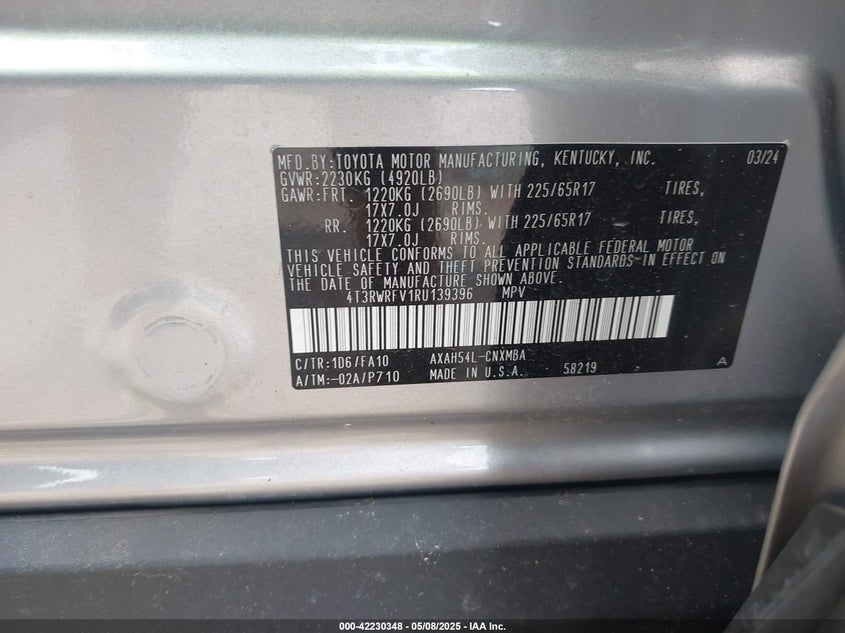 MFD.BY:TOYOTA MOTOR MANUFACTURING, KENTUCKY, INC. 03/24
GVWR:2230KG (4920LB)
GAWR:FRT. 1220KG (2690LB) WITH 225/65R17 TIRES,
17X7.0J RIMS.
RR. 1220KG (2690LB) WITH 225/65R17 TIRES,
17X7.0J RIMS.
THIS VEHICLE CONFORMS TO ALL APPLICABLE FEDERAL MOTOR
VEHICLE SAFETY AND THEFT PREVENTION STANDARDS IN EFFECT ON
THE DATE OF MANUFACTURE SHOWN ABOVE.
4T3RWRFV1RU139396 MPV
C/TR:1D6/FA10 AXAH54L-CNXMBA A
A/TM:-02A/P710 MADE IN U.S.A. 58219
000-42230348 - 05/08/2025 - IAA Inc.